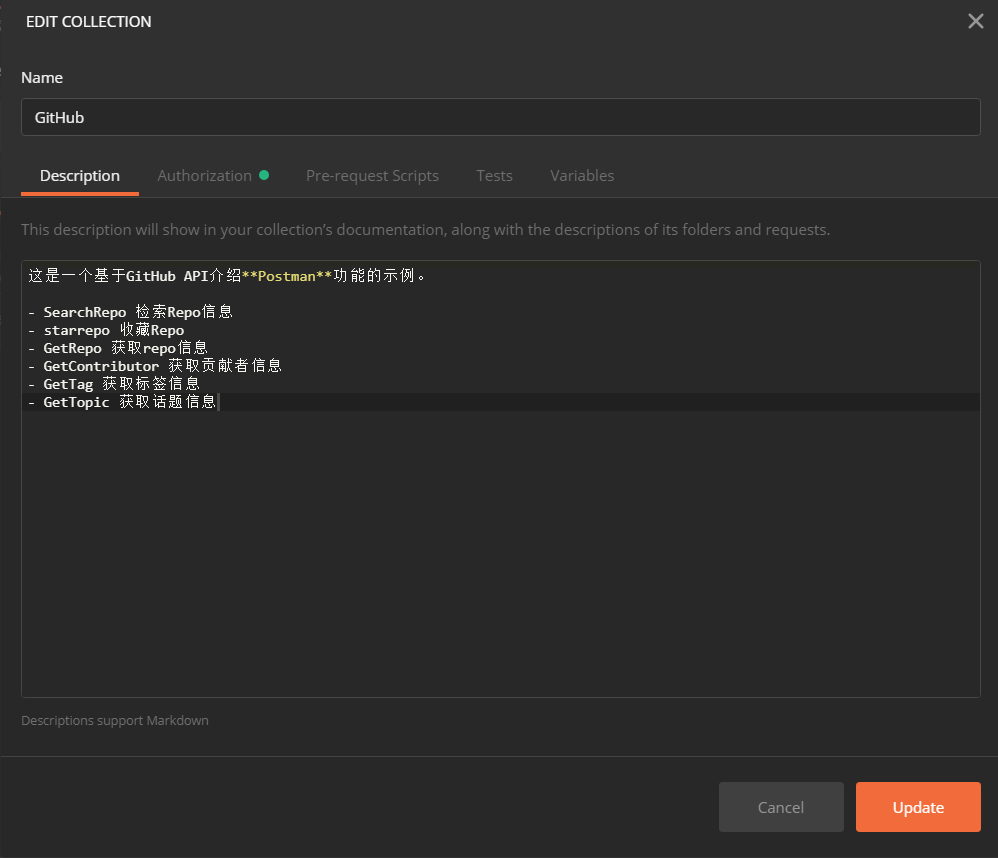 EDIT COLLECTION
Name
GitHub
Description Authorization Pre-request Scripts Tests Variables
This description will show in your collection's documentation, along with the descriptions of its folders and requests.
这是一个基于GitHub API介绍**Postman**功能的示例。
- SearchRepo 检索Repo信息
- starrepo 收藏Repo
- GetRepo 获取repo信息
- GetContributor 获取贡献者信息
- GetTag 获取标签信息
- GetTopic 获取话题信息
Descriptions support Markdown
Cancel Update